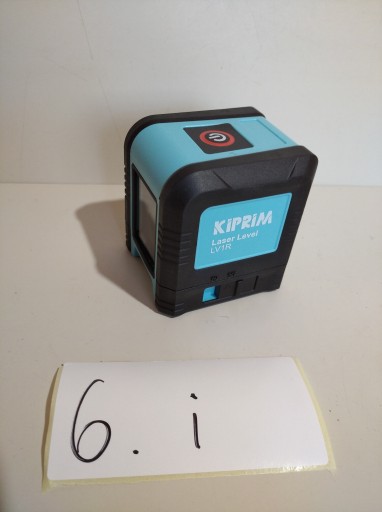 KiPRiM
Laser Level
LV1R
6. i